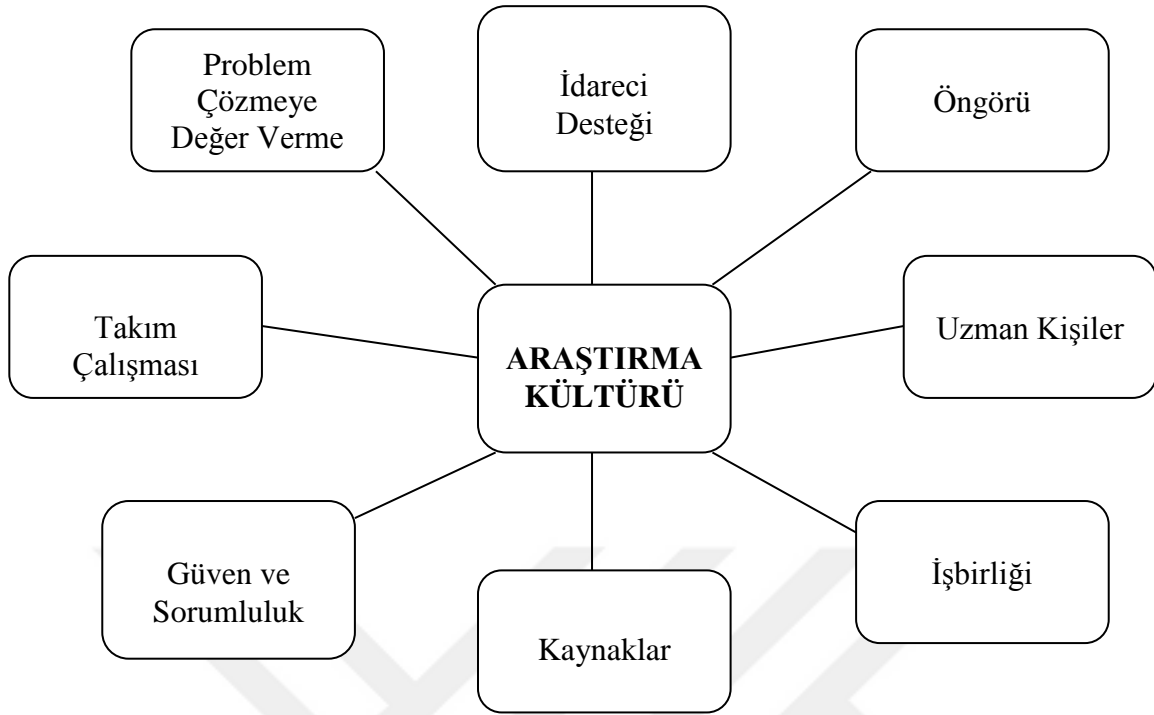 Problem
Çözmeye
Değer Verme
İdareci
Desteği
Öngörü
Takım
Çalışması
ARAŞTIRMA
KÜLTÜRÜ
Uzman Kişiler
Güven ve
Sorumluluk
Kaynaklar
İşbirliği